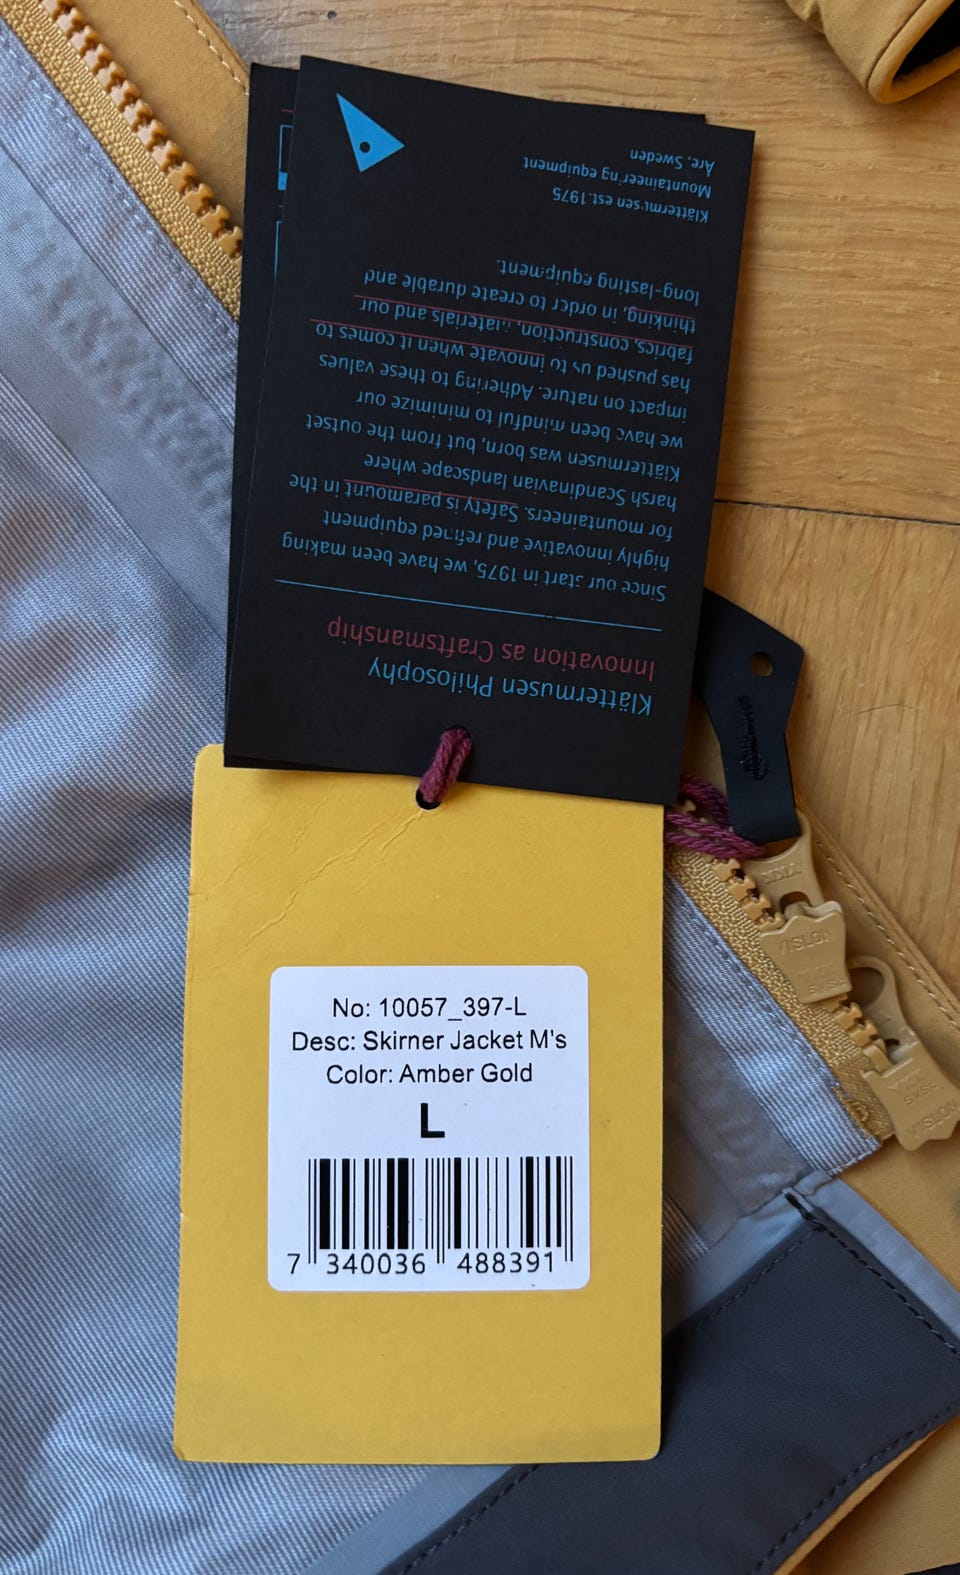 Klättermusen Philosophy
Innovation as Craftsmanship
Since our start in 1975, we have been making
highly innovative and refined equipment
for mountaineers. Safety is paramount in the
harsh Scandinavian landscape where
Klättermusen was born, but from the outset
we have been mindful to minimize our
impact on nature. Adhering to these values
has pushed us to innovate when it comes to
fabrics, construction, materials and our
thinking, in order to create durable and
long-lasting equipment.
Klättermusen est.1975
Mountaineering equipment
Åre, Sweden
No: 10057_397-L
Desc: Skirner Jacket M's
Color: Amber Gold
L
7 340036 488391
VISLON
VISLON